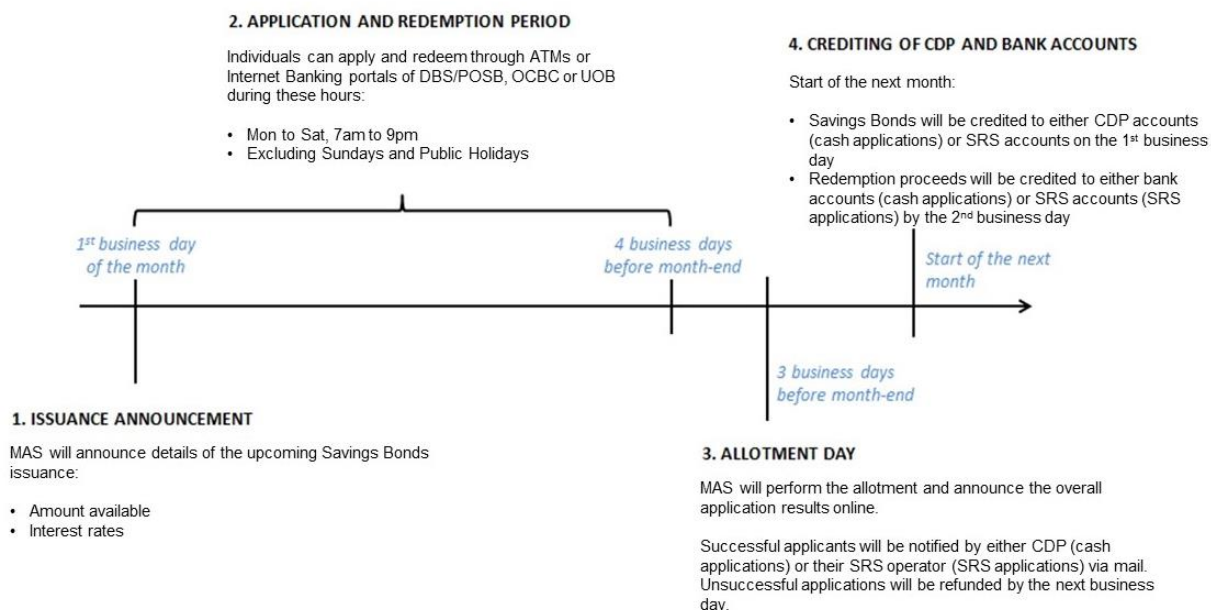 2. APPLICATION AND REDEMPTION PERIOD
Individuals can apply and redeem through ATMs or
Internet Banking portals of DBS/POSB, OCBC or UOB
during these hours:
• Mon to Sat, 7am to 9pm
• Excluding Sundays and Public Holidays
4. CREDITING OF CDP AND BANK ACCOUNTS
Start of the next month:
• Savings Bonds will be credited to either CDP accounts
(cash applications) or SRS accounts on the 1st business
day
• Redemption proceeds will be credited to either bank
accounts (cash applications) or SRS accounts (SRS
applications) by the 2nd business day
1st business day
of the month
4 business days
before month-end
Start of the next
month
3 business days
before month-end
1. ISSUANCE ANNOUNCEMENT
MAS will announce details of the upcoming Savings Bonds
issuance:
• Amount available
• Interest rates
3. ALLOTMENT DAY
MAS will perform the allotment and announce the overall
application results online.
Successful applicants will be notified by either CDP (cash
applications) or their SRS operator (SRS applications) via mail.
Unsuccessful applications will be refunded by the next business
day.